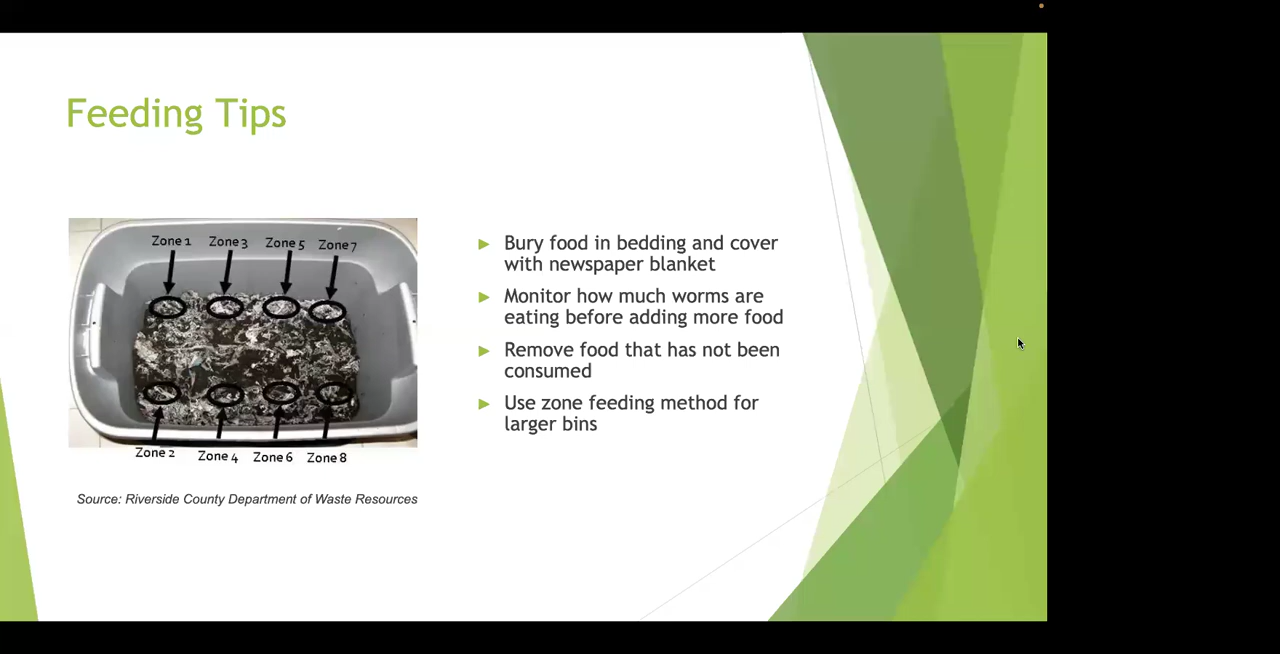 Feeding Tips
Zone 1 Zone 3 Zone 5 Zone 7
Zone 2 Zone 4 Zone 6 Zone 8
Source: Riverside County Department of Waste Resources
Bury food in bedding and cover
with newspaper blanket
Monitor how much worms are
eating before adding more food
Remove food that has not been
consumed
Use zone feeding method for
larger bins